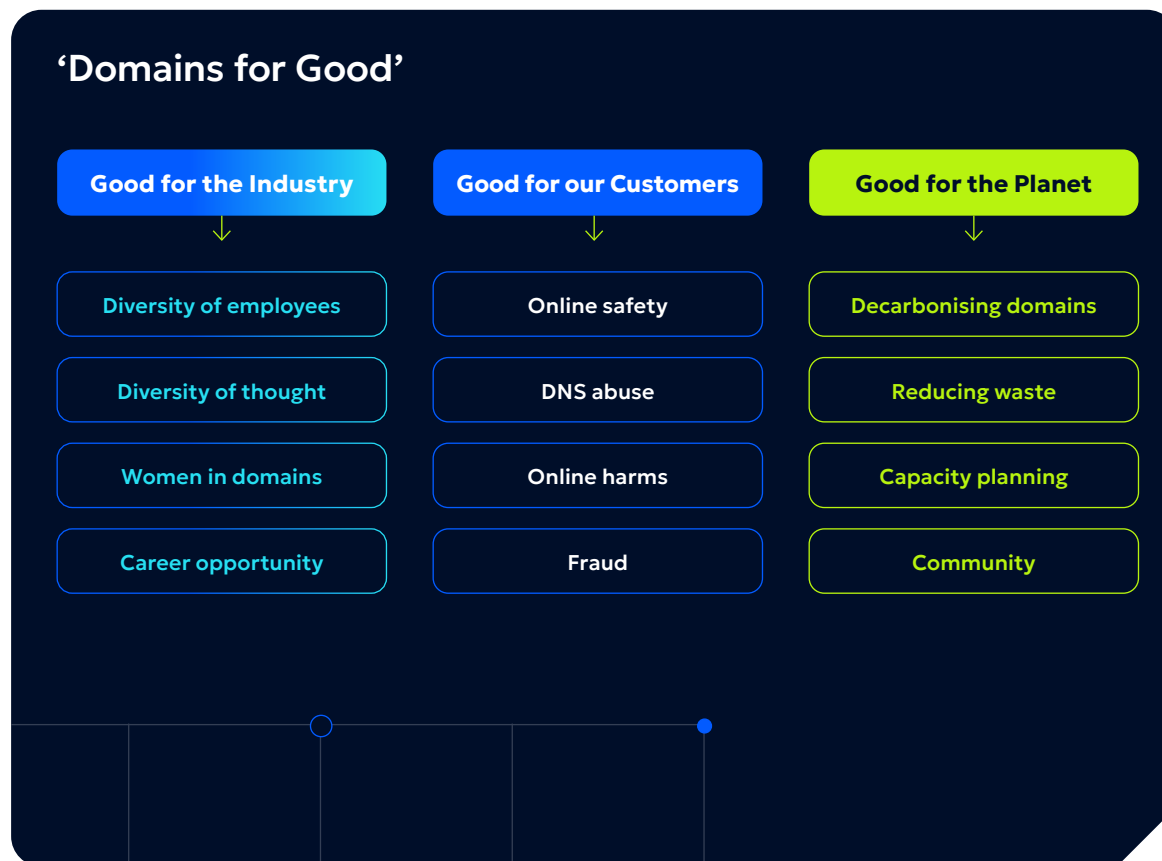 ‘Domains for Good’
Good for the Industry
Diversity of employees
Diversity of thought
Women in domains
Career opportunity
Good for our Customers
Online safety
DNS abuse
Online harms
Fraud
Good for the Planet
Decarbonising domains
Reducing waste
Capacity planning
Community